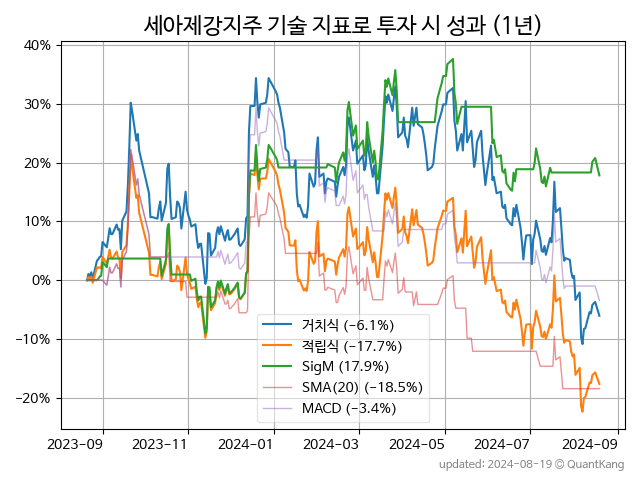 세아제강지주 기술 지표로 투자 시 성과 (1년)
40%
30%
20%
10%
0%
−10%
−20%
거치식 (−6.1%)
적립식 (−17.7%)
SigM (17.9%)
SMA(20) (−18.5%)
MACD (−3.4%)
2023-09 2023-11 2024-01 2024-03 2024-05 2024-07 2024-09
updated: 2024-08-19 © QuantKang